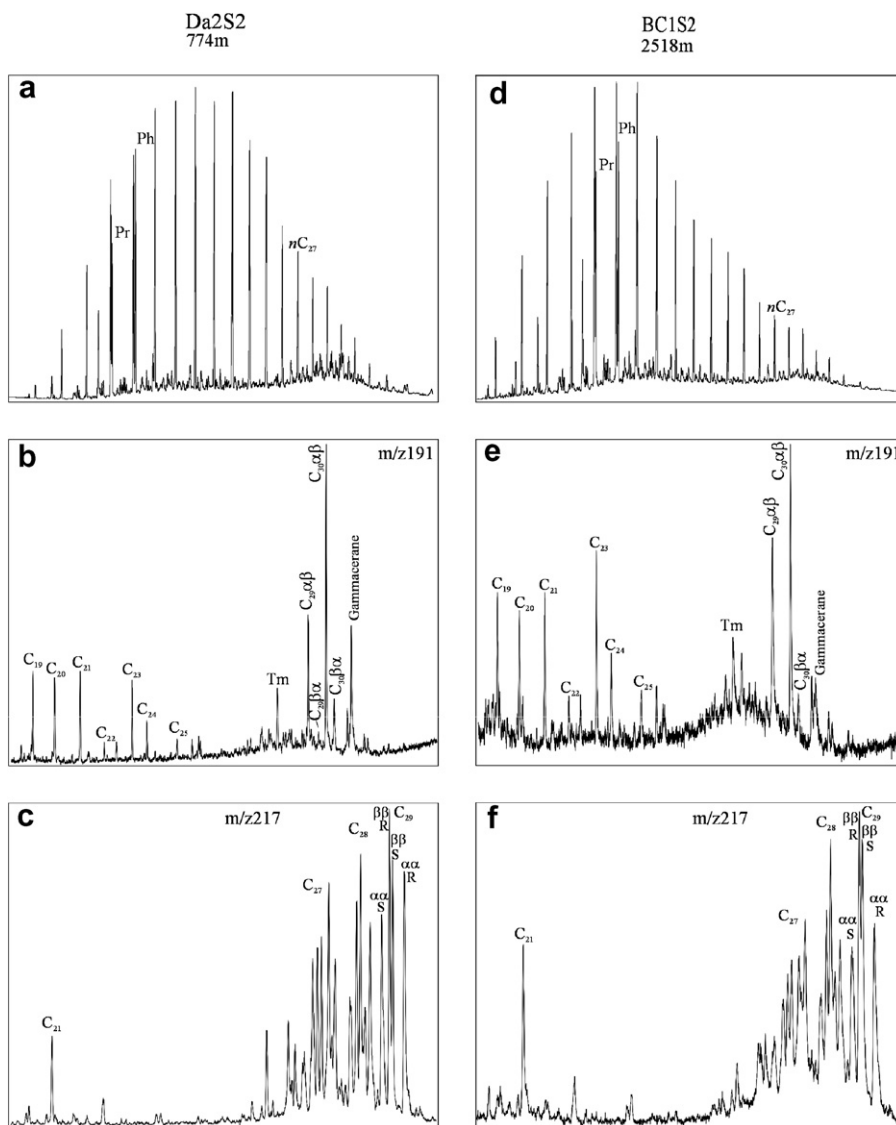 Da2S2
774m
BC1S2
2518m
a
Ph
Pr
nC₂₇
d
Ph
Pr
nC₂₇
b
m/z191
C₃₀αβ
C₂₉αβ
Gammacerane
C₁₉
C₂₀
C₂₁
C₂₃
C₂₄
C₂₂
C₂₅
Tm
C₂₉βα
C₃₀βα
e
m/z191
C₃₀αβ
C₂₉αβ
C₂₃
C₁₉
C₂₁
C₂₀
C₂₄
C₂₂
C₂₅
Tm
C₃₀βα
Gammacerane
c
m/z217
ββ
R
C₂₉
ββ
S
C₂₈
αα
R
C₂₇
αα
S
C₂₁
f
m/z217
C₂₈
ββ
R
C₂₉
ββ
S
C₂₇
αα
S
αα
R
C₂₁